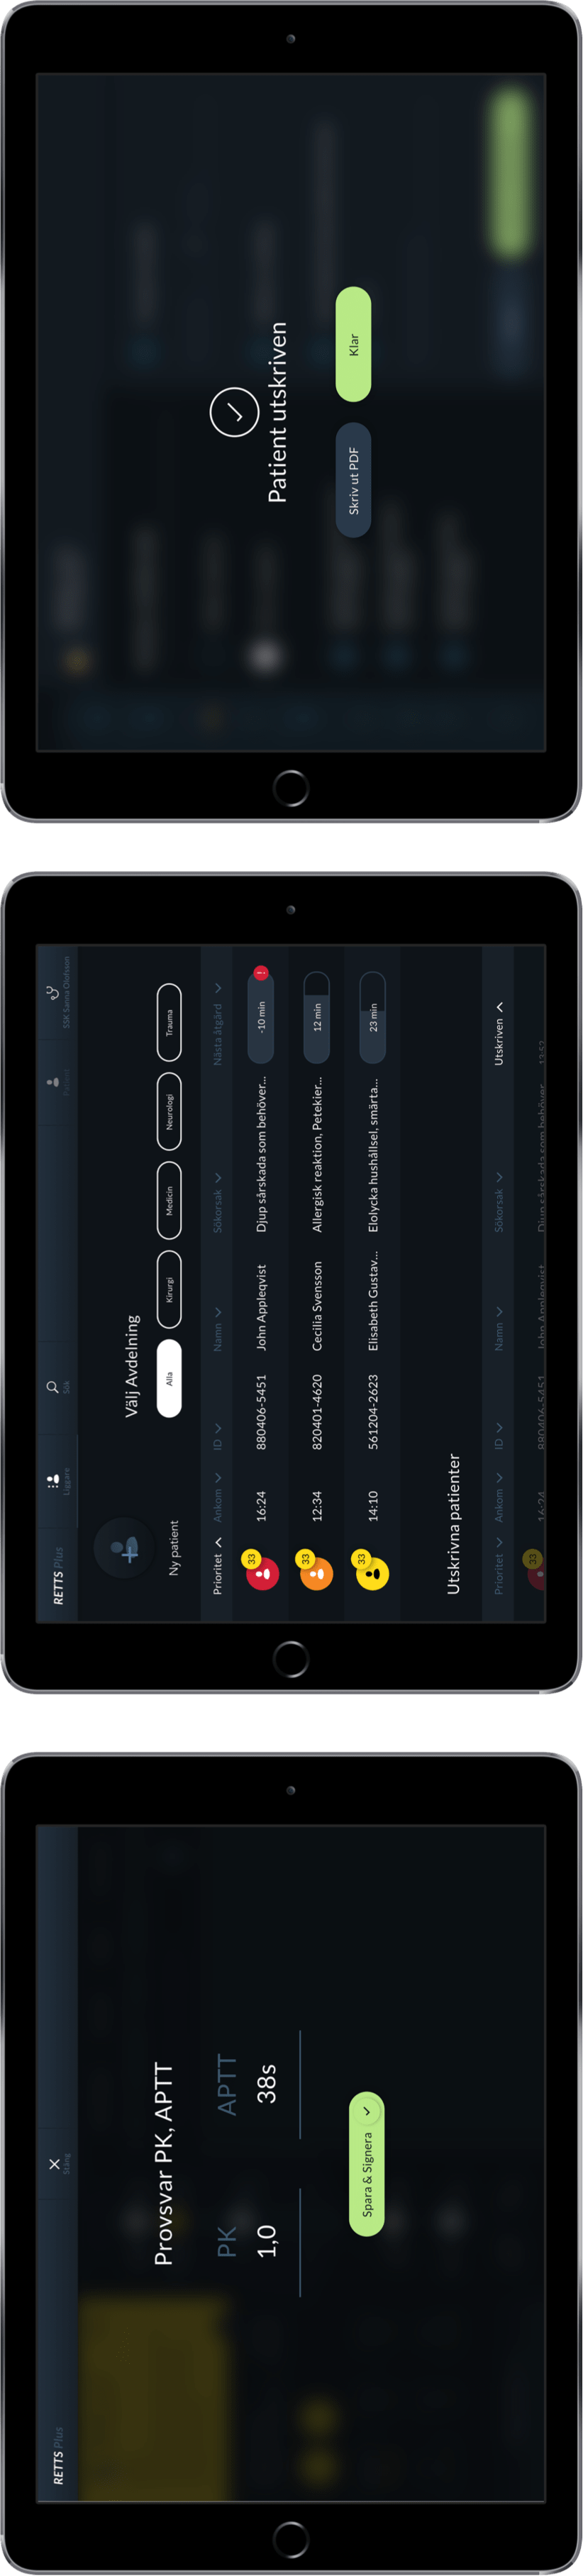 Patient utskriven
Skriv ut PDF
Klar
RETTS Plus
Liggare
Sök
Patient
SSK Sanna Olofsson
Ny patient
Välj Avdelning
Alla
Kirurgi
Medicin
Neurologi
Trauma
Prioritet
Ankom
ID
Namn
Sökorsak
Nästa åtgärd
33
16:24
880406-5451
John Appleqvist
Djup sårskada som behöver...
-10 min
!
33
12:34
820401-4620
Cecilia Svensson
Allergisk reaktion, Petekier...
12 min
33
14:10
561204-2623
Elisabeth Gustav...
Elolycka hushållsel, smärta...
23 min
Utskrivna patienter
Prioritet
Ankom
ID
Namn
Sökorsak
Utskriven
33
16:24
880406-5451
John Appleqvist
Djup sårskada som behöver...
13:52
RETTS Plus
Stäng
Provsvar PK, APTT
PK
APTT
1,0
38s
Spara & Signera